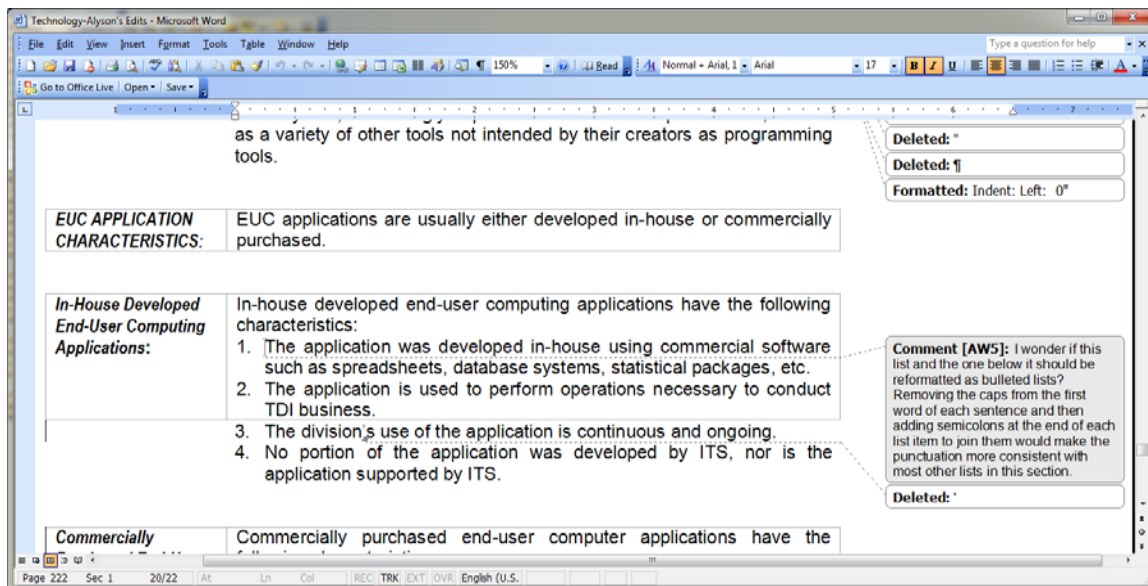 Technology-Alyson's Edits - Microsoft Word
File Edit View Insert Format Tools Table Window Help
Type a question for help
150% Read Normal + Arial, 1 Arial 17 B I U A
Go to Office Live Open Save
1 1 2 3 4 5 6 7
as a variety of other tools not intended by their creators as programming
tools.
Deleted: "
Deleted: ¶
Formatted: Indent: Left: 0"
EUC APPLICATION
CHARACTERISTICS:
EUC applications are usually either developed in-house or commercially
purchased.
In-House Developed
End-User Computing
Applications:
In-house developed end-user computing applications have the following
characteristics:
1. The application was developed in-house using commercial software
such as spreadsheets, database systems, statistical packages, etc.
2. The application is used to perform operations necessary to conduct
TDI business.
3. The division's use of the application is continuous and ongoing.
4. No portion of the application was developed by ITS, nor is the
application supported by ITS.
Comment [AW5]: I wonder if this
list and the one below it should be
reformatted as bulleted lists?
Removing the caps from the first
word of each sentence and then
adding semicolons at the end of each
list item to join them would make the
punctuation more consistent with
most other lists in this section.
Deleted: '
Commercially
Commercially purchased end-user computer applications have the
Page 222 Sec 1 20/22 At Ln Col REC TRK EXT OVR English (U.S.